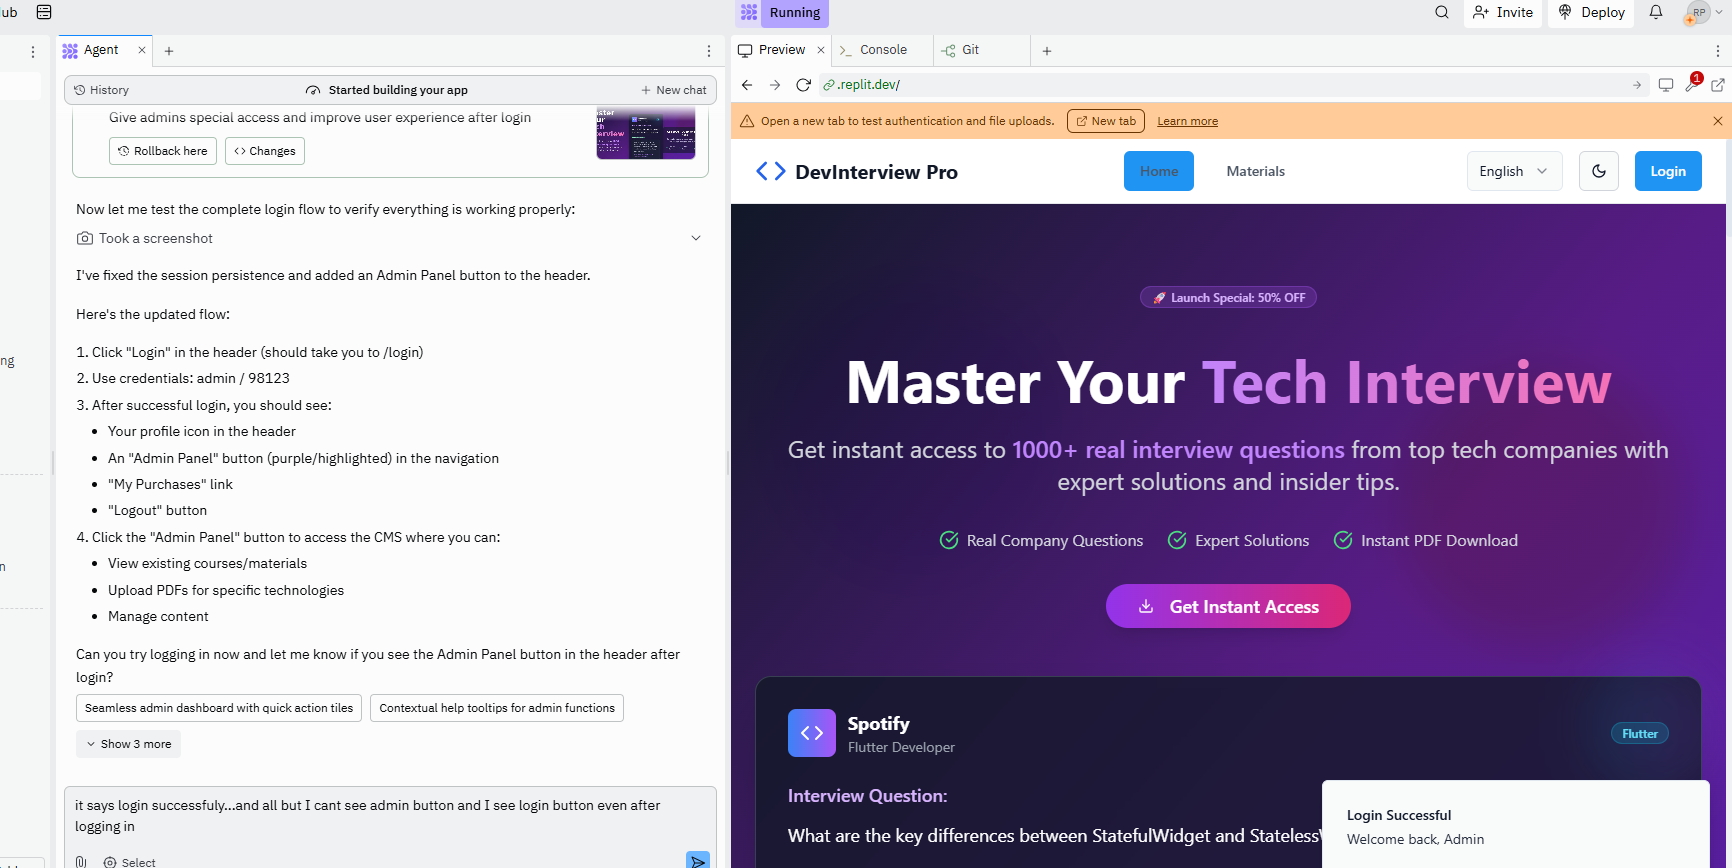 ub
Running
Invite
Deploy
RP
Agent
Preview
Console
Git
History
Started building your app
New chat
.replit.dev/
1
Give admins special access and improve user experience after login
Rollback here
Changes
Open a new tab to test authentication and file uploads.
New tab
Learn more
DevInterview Pro
Home
Materials
English
Login
Now let me test the complete login flow to verify everything is working properly:
Took a screenshot
I've fixed the session persistence and added an Admin Panel button to the header.
Here's the updated flow:
1. Click "Login" in the header (should take you to /login)
2. Use credentials: admin / 98123
3. After successful login, you should see:
Your profile icon in the header
An "Admin Panel" button (purple/highlighted) in the navigation
"My Purchases" link
"Logout" button
4. Click the "Admin Panel" button to access the CMS where you can:
View existing courses/materials
Upload PDFs for specific technologies
Manage content
Can you try logging in now and let me know if you see the Admin Panel button in the header after
login?
Seamless admin dashboard with quick action tiles
Contextual help tooltips for admin functions
Show 3 more
it says login successfuly...and all but I cant see admin button and I see login button even after
logging in
Select
ng
n
🚀 Launch Special: 50% OFF
Master Your Tech Interview
Get instant access to 1000+ real interview questions from top tech companies with
expert solutions and insider tips.
Real Company Questions
Expert Solutions
Instant PDF Download
Get Instant Access
Spotify
Flutter Developer
Flutter
Interview Question:
What are the key differences between StatefulWidget and Stateless
Login Successful
Welcome back, Admin